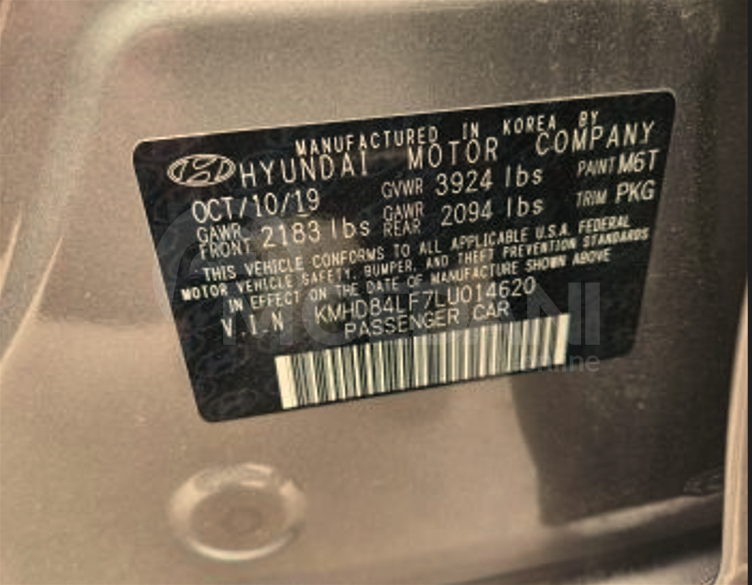 MANUFACTURED IN KOREA BY
HYUNDAI MOTOR COMPANY
OCT/10/19 GVWR 3924 lbs PAINT M6T
GAWR FRONT 2183 lbs GAWR REAR 2094 lbs TRIM PKG
THIS VEHICLE CONFORMS TO ALL APPLICABLE U.S.A. FEDERAL
MOTOR VEHICLE SAFETY, BUMPER, AND THEFT PREVENTION STANDARDS
IN EFFECT ON THE DATE OF MANUFACTURE SHOWN ABOVE
V.I.N KMHD84LF7LU014620
PASSENGER CAR